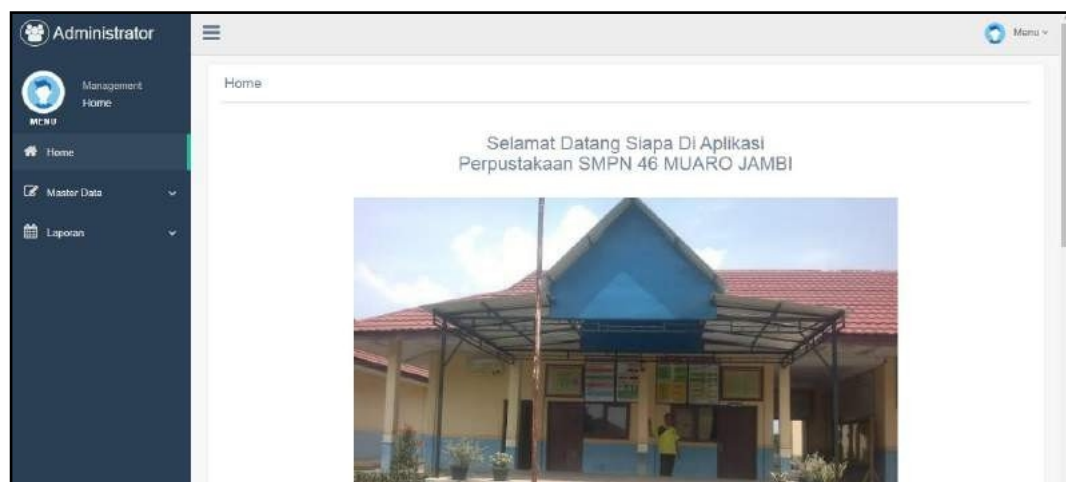 Administrator
Menu
Management
Home
MENU
Home
Master Data
Laporan
Home
Selamat Datang Siapa Di Aplikasi
Perpustakaan SMPN 46 MUARO JAMBI